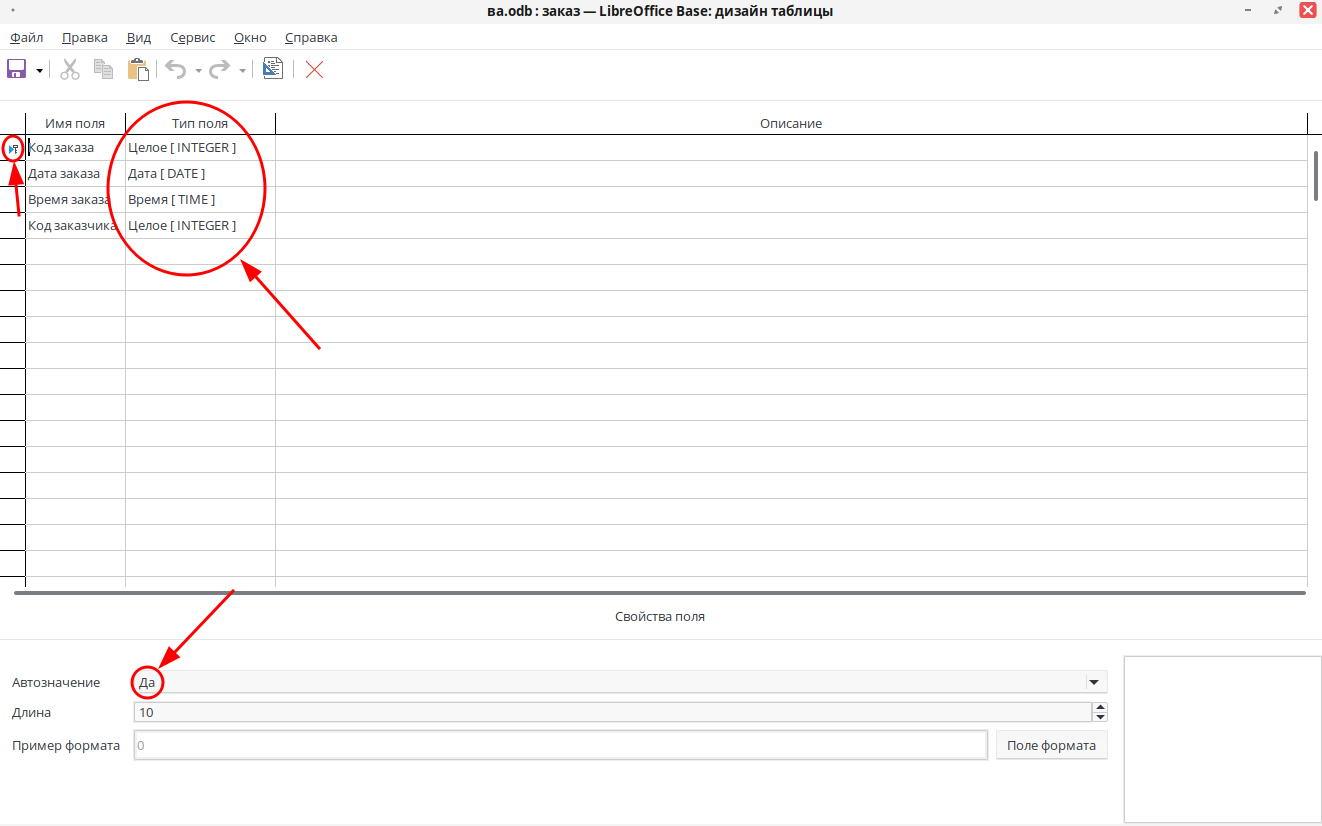 ва.odb : заказ — LibreOffice Base: дизайн таблицы
Файл Правка Вид Сервис Окно Справка
Имя поля Тип поля Описание
Код заказа Целое [ INTEGER ]
Дата заказа Дата [ DATE ]
Время заказа Время [ TIME ]
Код заказчика Целое [ INTEGER ]
Свойства поля
Автозначение Да
Длина 10
Пример формата 0 Поле формата